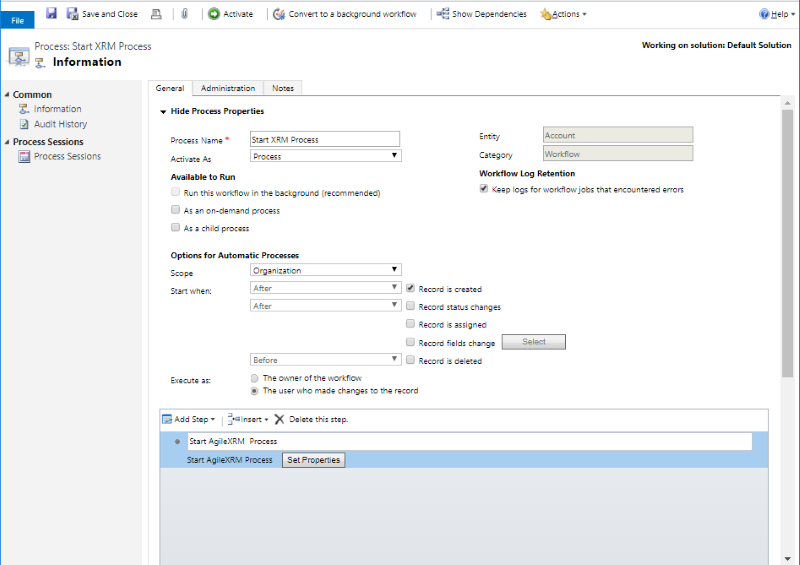 File
Save and Close
Activate
Convert to a background workflow
Show Dependencies
Actions
Help
Process: Start XRM Process
Information
Working on solution: Default Solution
Common
Information
Audit History
Process Sessions
Process Sessions
General
Administration
Notes
Hide Process Properties
Process Name *
Start XRM Process
Activate As
Process
Entity
Account
Category
Workflow
Available to Run
Run this workflow in the background (recommended)
As an on-demand process
As a child process
Workflow Log Retention
Keep logs for workflow jobs that encountered errors
Options for Automatic Processes
Scope
Organization
Start when:
After
Record is created
After
Record status changes
Record is assigned
Record fields change
Select
Before
Record is deleted
Execute as:
The owner of the workflow
The user who made changes to the record
Add Step
Insert
Delete this step.
Start AgileXRM Process
Start AgileXRM Process
Set Properties